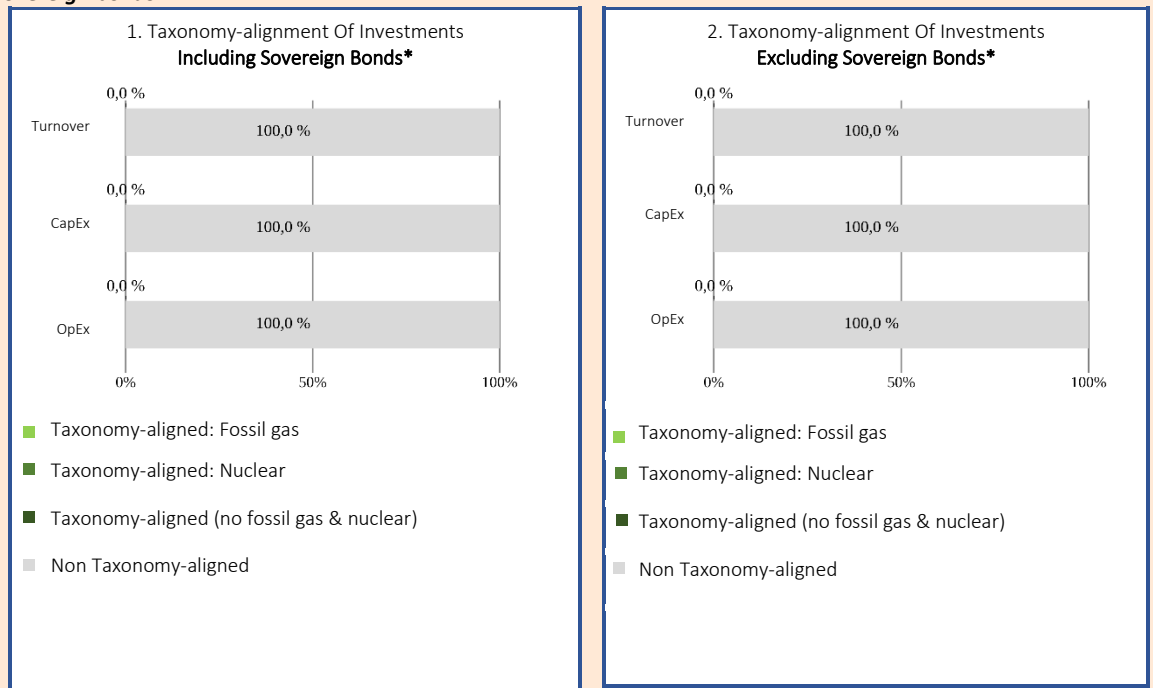 1. Taxonomy-alignment Of Investments
Including Sovereign Bonds*
0,0 %
Turnover
100,0 %
0,0 %
CapEx
100,0 %
0,0 %
OpEx
100,0 %
0%
50%
100%
Taxonomy-aligned: Fossil gas
Taxonomy-aligned: Nuclear
Taxonomy-aligned (no fossil gas & nuclear)
Non Taxonomy-aligned
2. Taxonomy-alignment Of Investments
Excluding Sovereign Bonds*
0,0 %
Turnover
100,0 %
0,0 %
CapEx
100,0 %
0,0 %
OpEx
100,0 %
0%
50%
100%
Taxonomy-aligned: Fossil gas
Taxonomy-aligned: Nuclear
Taxonomy-aligned (no fossil gas & nuclear)
Non Taxonomy-aligned